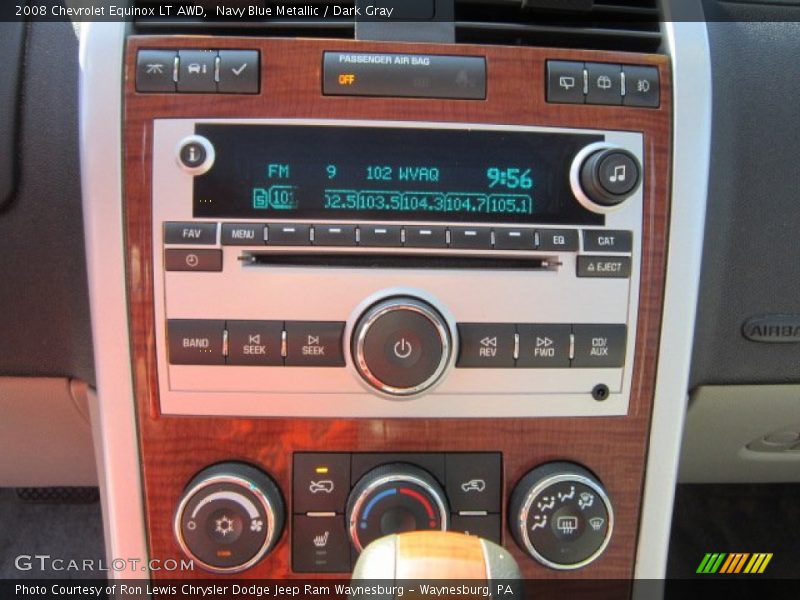 2008 Chevrolet Equinox LT AWD,  Navy Blue Metallic / Dark Gray
PASSENGER AIR BAG
OFF
i
FM 9 102 WVAQ 9:56
102.5 103.5 104.3 104.7 105.1
FAV MENU EQ CAT
EJECT
BAND SEEK SEEK REV FWD CD/AUX
AIRBA
GTCARLOT.COM
Photo Courtesy of Ron Lewis Chrysler Dodge Jeep Ram Waynesburg - Waynesburg, PA